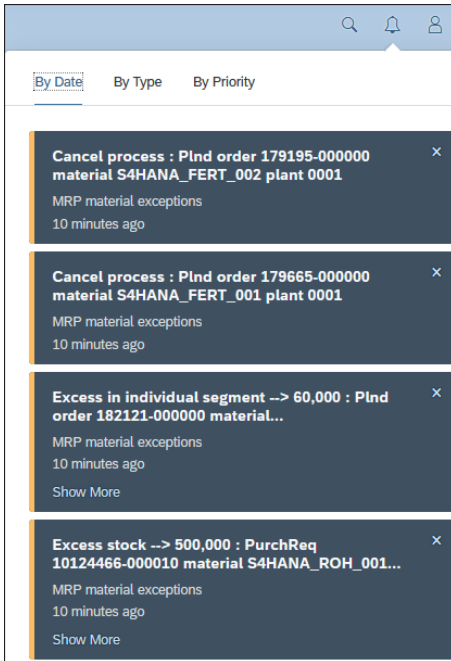 By Date By Type By Priority
Cancel process : Plnd order 179195-000000
material S4HANA_FERT_002 plant 0001
MRP material exceptions
10 minutes ago
Cancel process : Plnd order 179665-000000
material S4HANA_FERT_001 plant 0001
MRP material exceptions
10 minutes ago
Excess in individual segment --> 60,000 : Plnd
order 182121-000000 material...
MRP material exceptions
10 minutes ago
Show More
Excess stock --> 500,000 : PurchReq
10124466-000010 material S4HANA_ROH_001...
MRP material exceptions
10 minutes ago
Show More